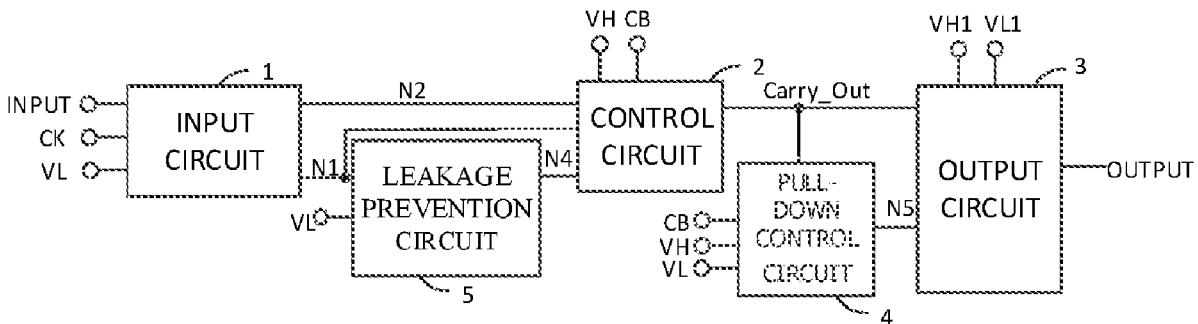 VH CB
VH1 VL1
1
2
3
INPUT
CK
VL
INPUT
CIRCUIT
N2
N1
CONTROL
CIRCUIT
Carry_Out
OUTPUT
CIRCUIT
OUTPUT
VL
LEAKAGE
PREVENTION
CIRCUIT
N4
5
CB
VH
VL
PULL-
DOWN
CONTROL
CIRCUIT
N5
4